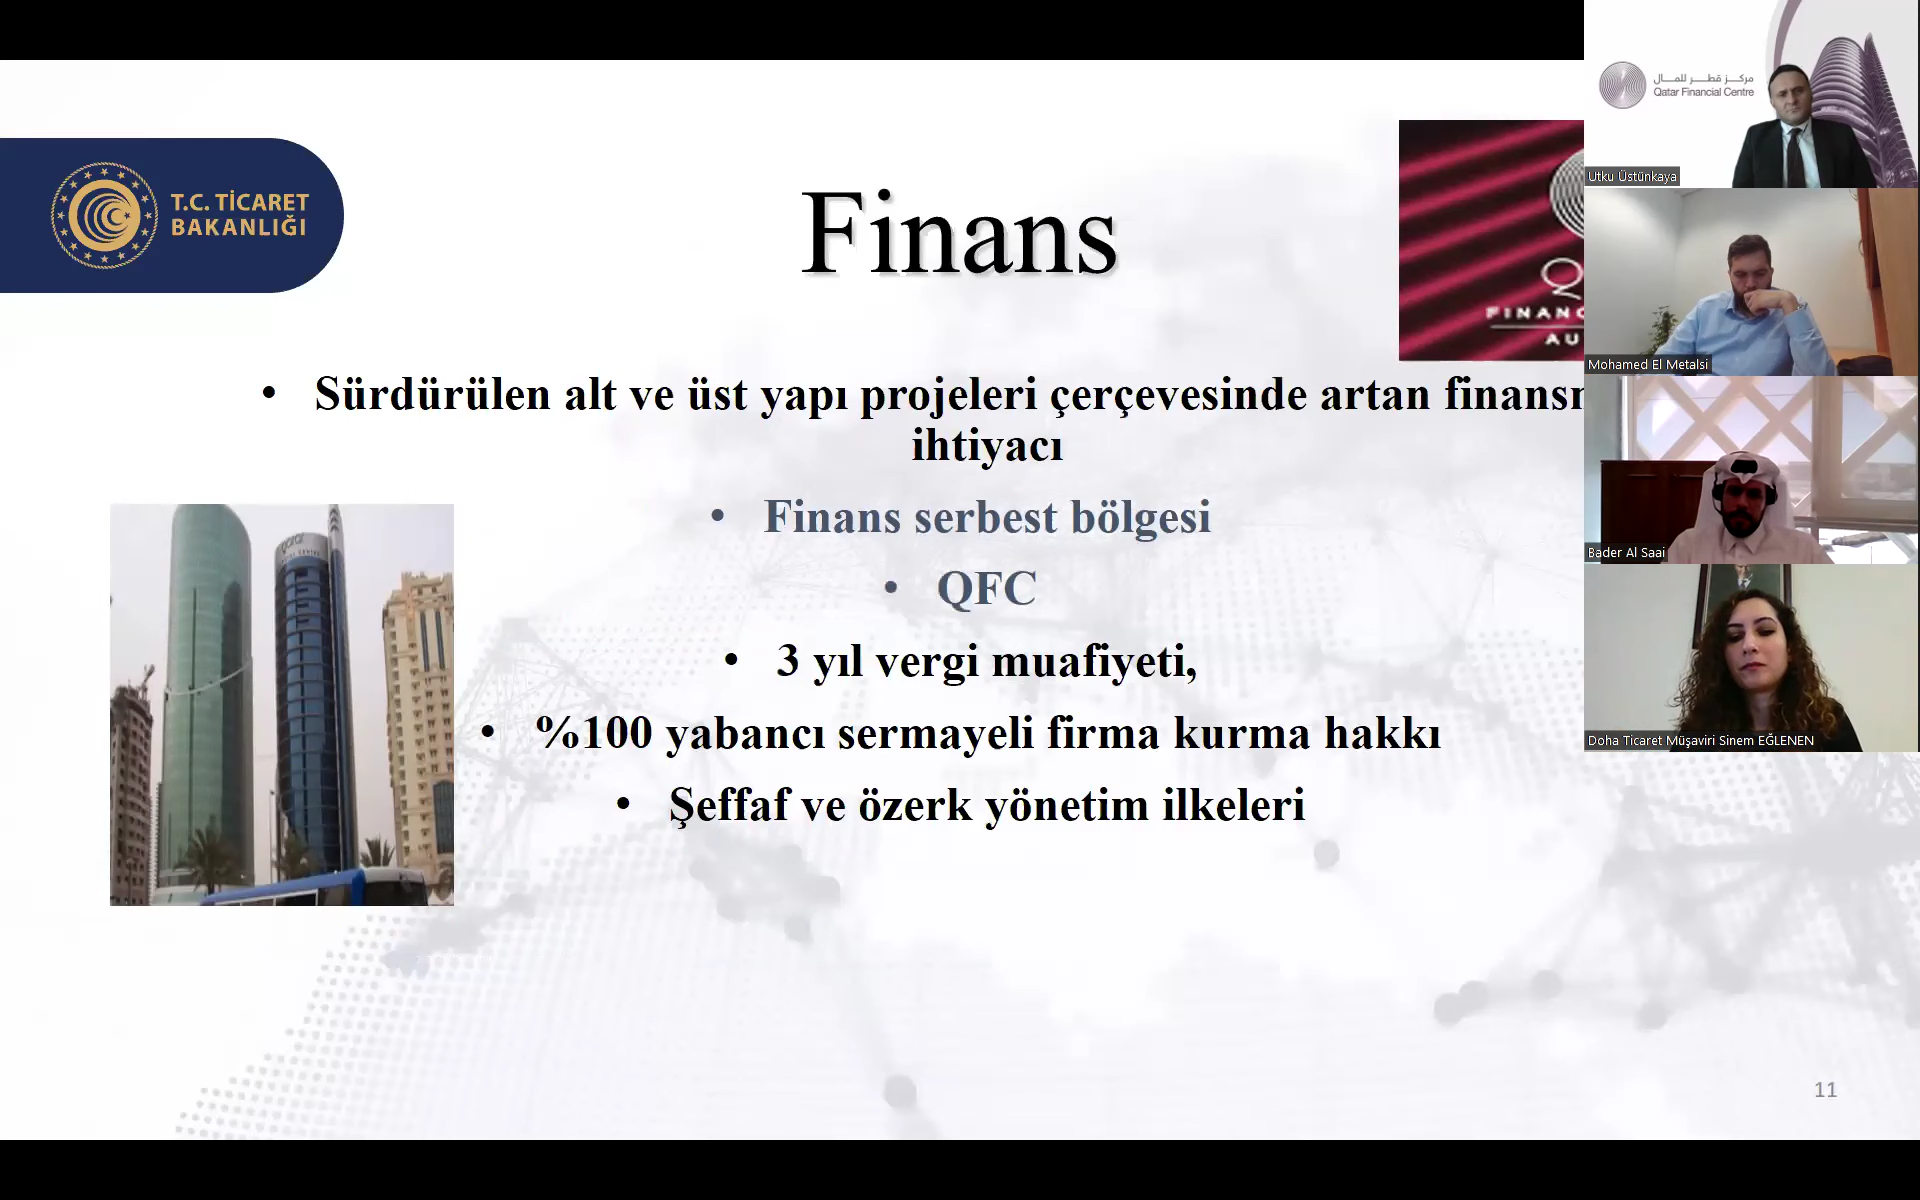 T.C. TİCARET
BAKANLIĞI
Finans
FINANC
AU
مركز قطر للمال
Qatar Financial Centre
Utku Üstünkaya
Mohamed El Metalsi
Bader Al Saai
Doha Ticaret Müşaviri Sinem EĞLENEN
• Sürdürülen alt ve üst yapı projeleri çerçevesinde artan
ihtiyacı
• Finans serbest bölgesi
• QFC
• 3 yıl vergi muafiyeti,
• %100 yabancı sermayeli firma kurma hakkı
• Şeffaf ve özerk yönetim ilkeleri
11